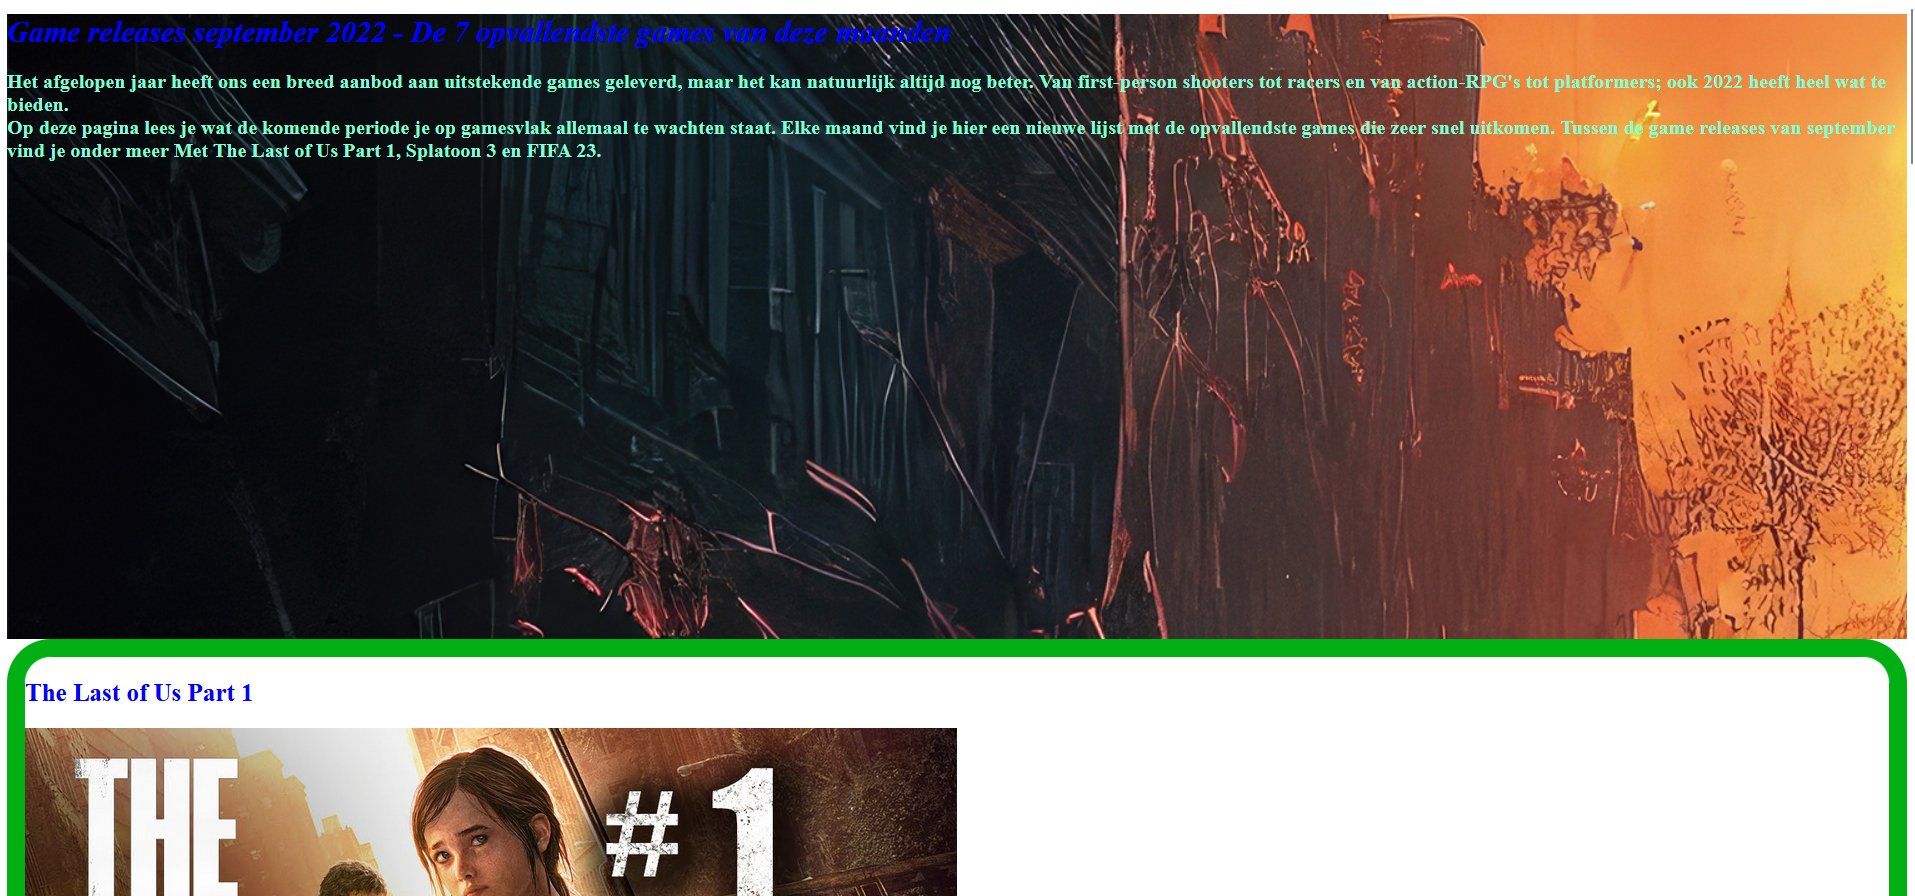 Game releases september 2022 - De 7 opvallendste games van deze maanden
Het afgelopen jaar heeft ons een breed aanbod aan uitstekende games geleverd, maar het kan natuurlijk altijd nog beter. Van first-person shooters tot racers en van action-RPG's tot platformers; ook 2022 heeft heel wat te
bieden.
Op deze pagina lees je wat de komende periode je op gamesvlak allemaal te wachten staat. Elke maand vind je hier een nieuwe lijst met de opvallendste games die zeer snel uitkomen. Tussen de game releases van september
vind je onder meer Met The Last of Us Part 1, Splatoon 3 en FIFA 23.
The Last of Us Part 1
THE
#1